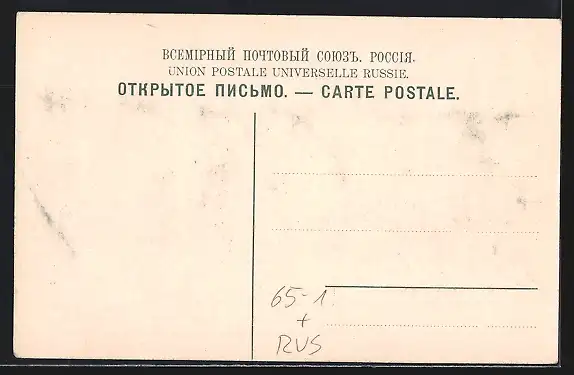 ВСЕМІРНЫЙ ПОЧТОВЫЙ СОЮЗЪ. РОССІЯ.
UNION POSTALE UNIVERSELLE RUSSIE.
ОТКРЫТОЕ ПИСЬМО. — CARTE POSTALE.
65-1
+
RUS